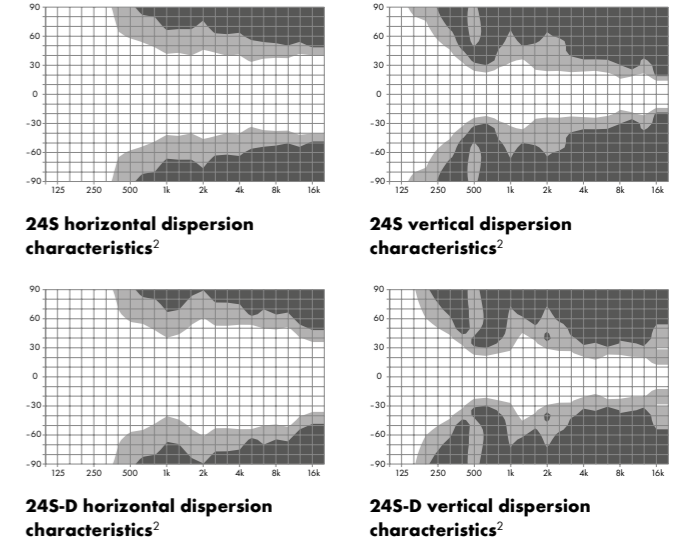 90
60
30
0
-30
-60
-90
125 250 500 1k 2k 4k 8k 16k
24S horizontal dispersion
characteristics2
90
60
30
0
-30
-60
-90
125 250 500 1k 2k 4k 8k 16k
24S vertical dispersion
characteristics2
90
60
30
0
-30
-60
-90
125 250 500 1k 2k 4k 8k 16k
24S-D horizontal dispersion
characteristics2
90
60
30
0
-30
-60
-90
125 250 500 1k 2k 4k 8k 16k
24S-D vertical dispersion
characteristics2